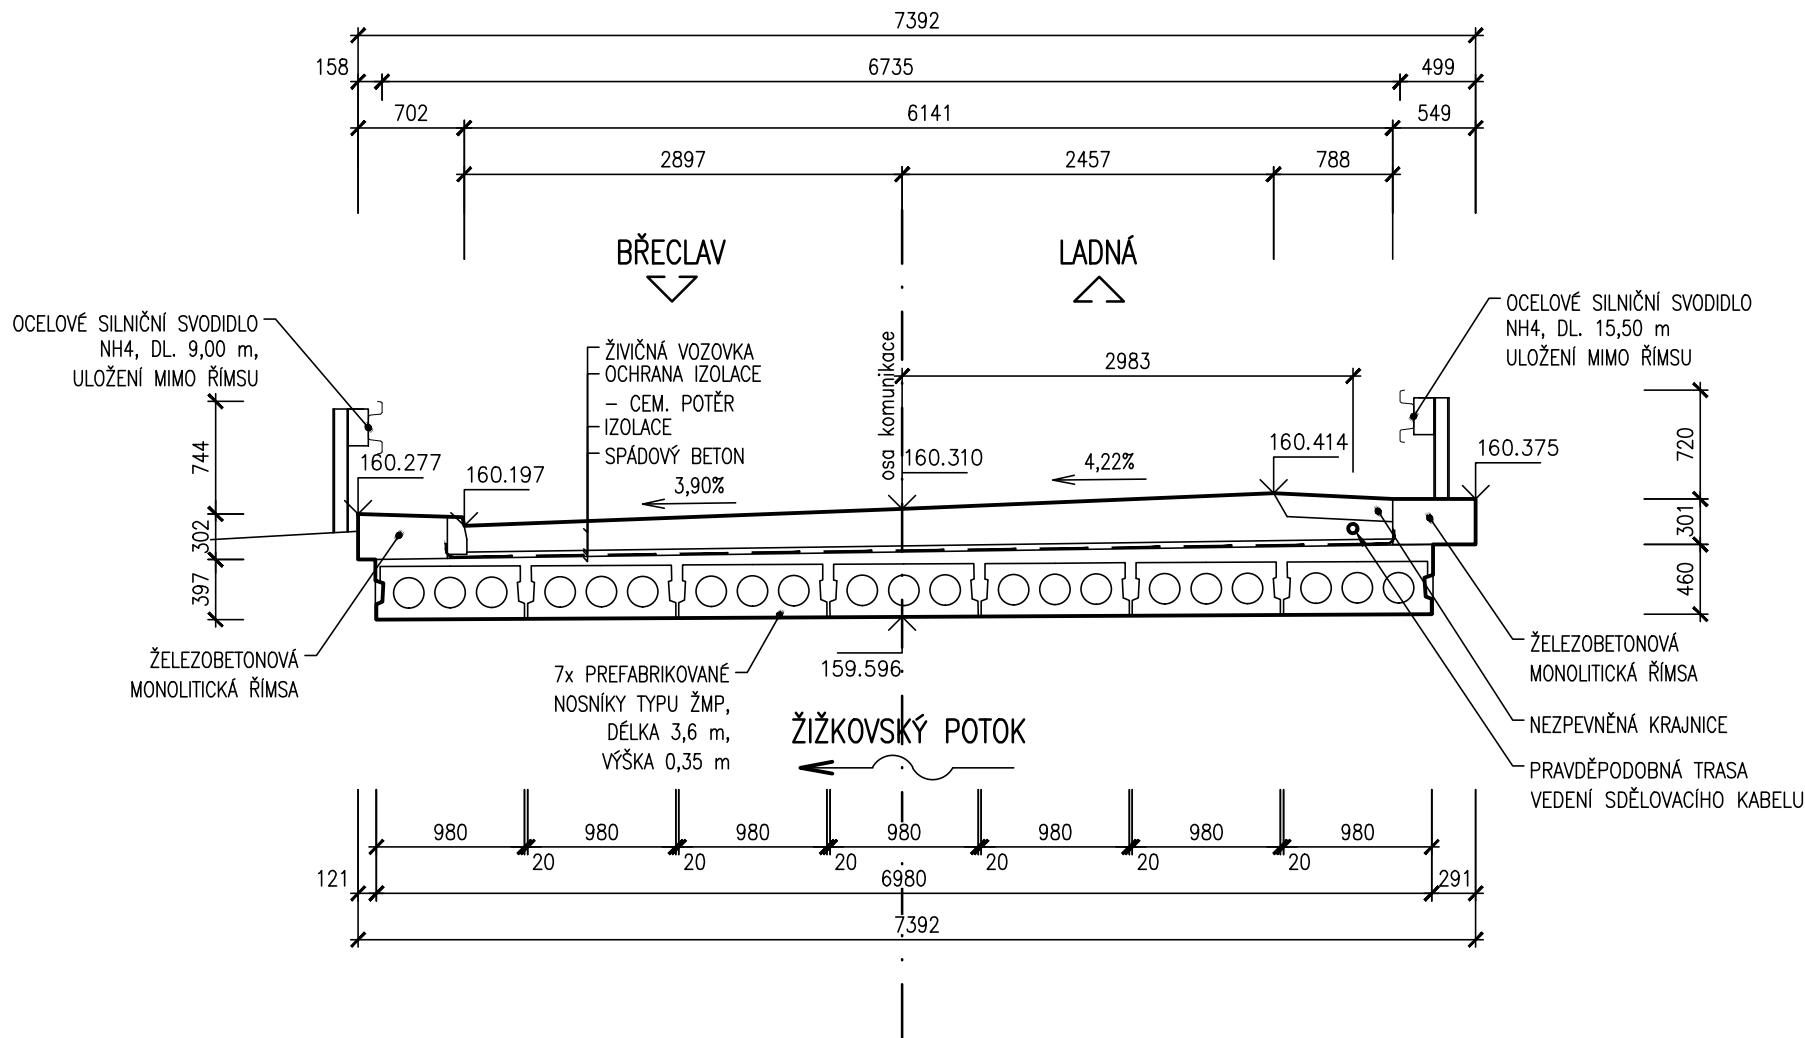 7392
158
6735
499
702
6141
549
2897
2457
788
BŘECLAV
LADNÁ
OCELOVÉ SILNIČNÍ SVODIDLO
NH4, DL. 9,00 m,
ULOŽENÍ MIMO ŘÍMSU
OCELOVÉ SILNIČNÍ SVODIDLO
NH4, DL. 15,50 m
ULOŽENÍ MIMO ŘÍMSU
ŽIVIČNÁ VOZOVKA
OCHRANA IZOLACE
– CEM. POTĚR
IZOLACE
SPÁDOVÝ BETON
osa komunikace
2983
744
302
397
160.277
160.197
3,90%
160.310
4,22%
160.414
160.375
720
301
460
ŽELEZOBETONOVÁ
MONOLITICKÁ ŘÍMSA
7x PREFABRIKOVANÉ
NOSNÍKY TYPU ŽMP,
DÉLKA 3,6 m,
VÝŠKA 0,35 m
159.596
ŽIŽKOVSKÝ POTOK
ŽELEZOBETONOVÁ
MONOLITICKÁ ŘÍMSA
NEZPEVNĚNÁ KRAJNICE
PRAVDĚPODOBNÁ TRASA
VEDENÍ SDĚLOVACÍHO KABELU
980 980 980 980 980 980 980
20 20 20 20 20 20
121
6980
291
7392